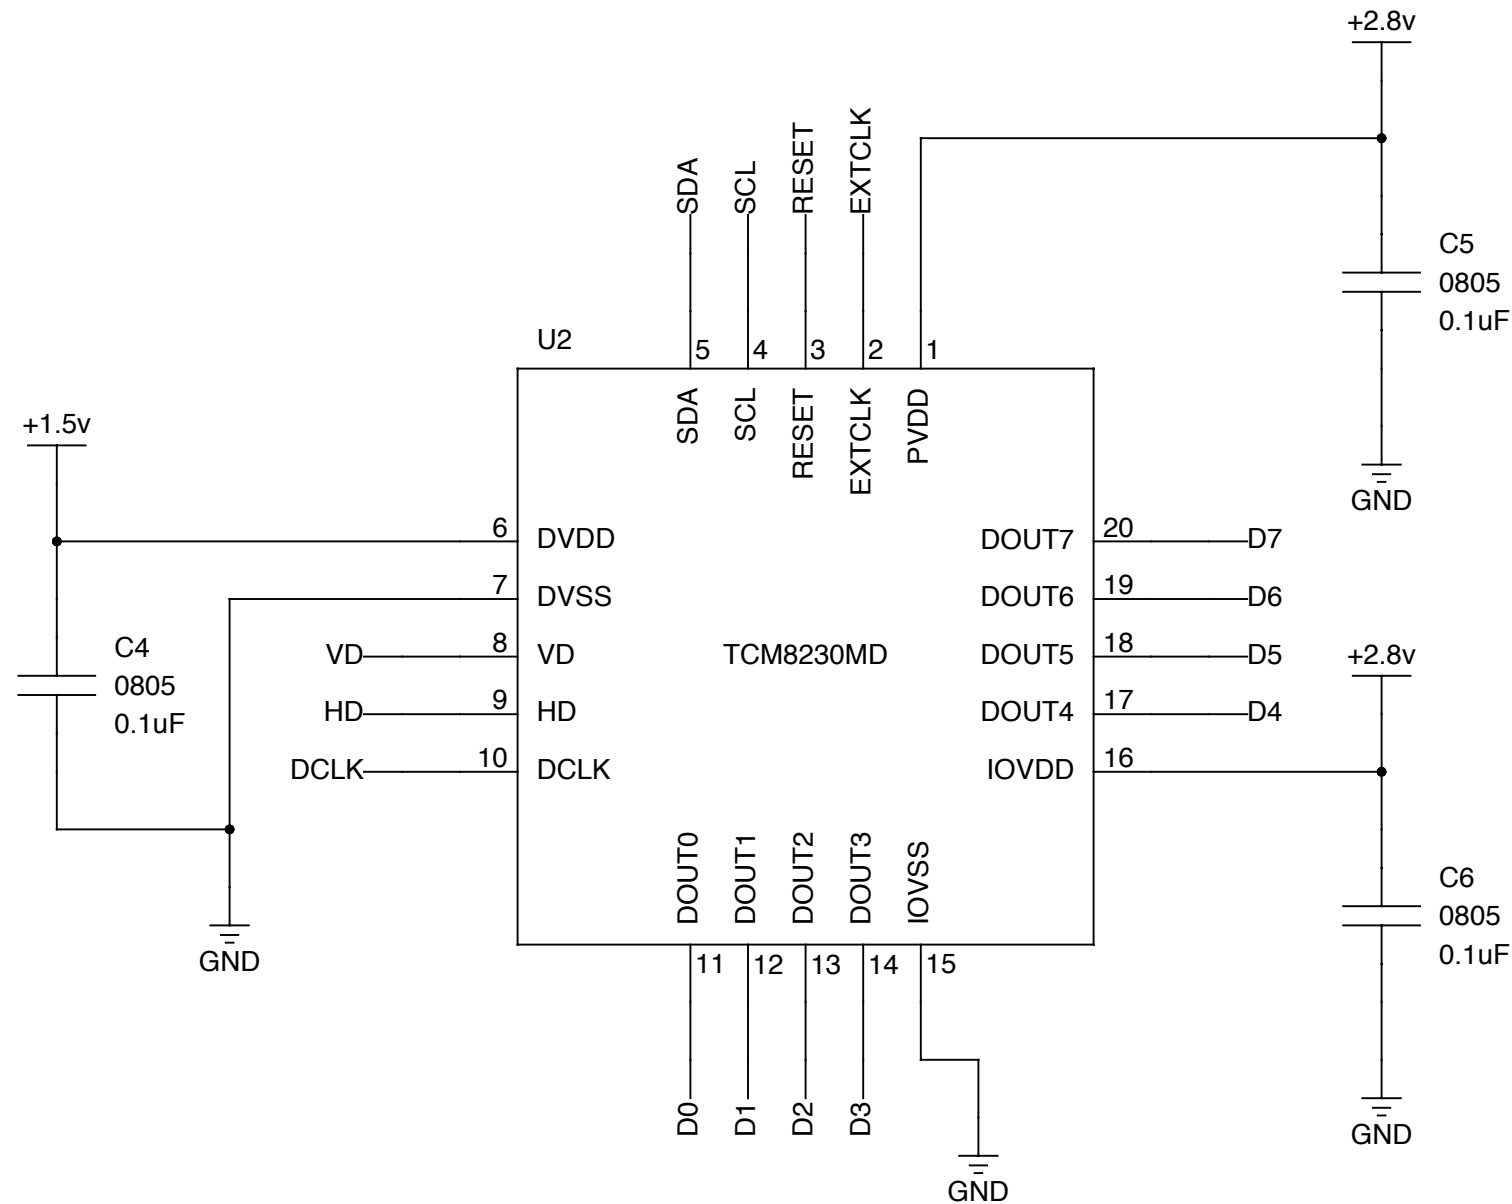 +2.8v
SDA
SCL
RESET
EXTCLK
C5
0805
0.1uF
U2
5
4
3
2
1
SDA
SCL
RESET
EXTCLK
PVDD
+1.5v
GND
6
DVDD
DOUT7
20
D7
7
DVSS
DOUT6
19
D6
VD
8
VD
TCM8230MD
DOUT5
18
D5
+2.8v
C4
0805
0.1uF
HD
9
HD
DOUT4
17
D4
DCLK
10
DCLK
IOVDD
16
DOUT0
DOUT1
DOUT2
DOUT3
IOVSS
C6
0805
0.1uF
GND
11
12
13
14
15
D0
D1
D2
D3
GND
GND